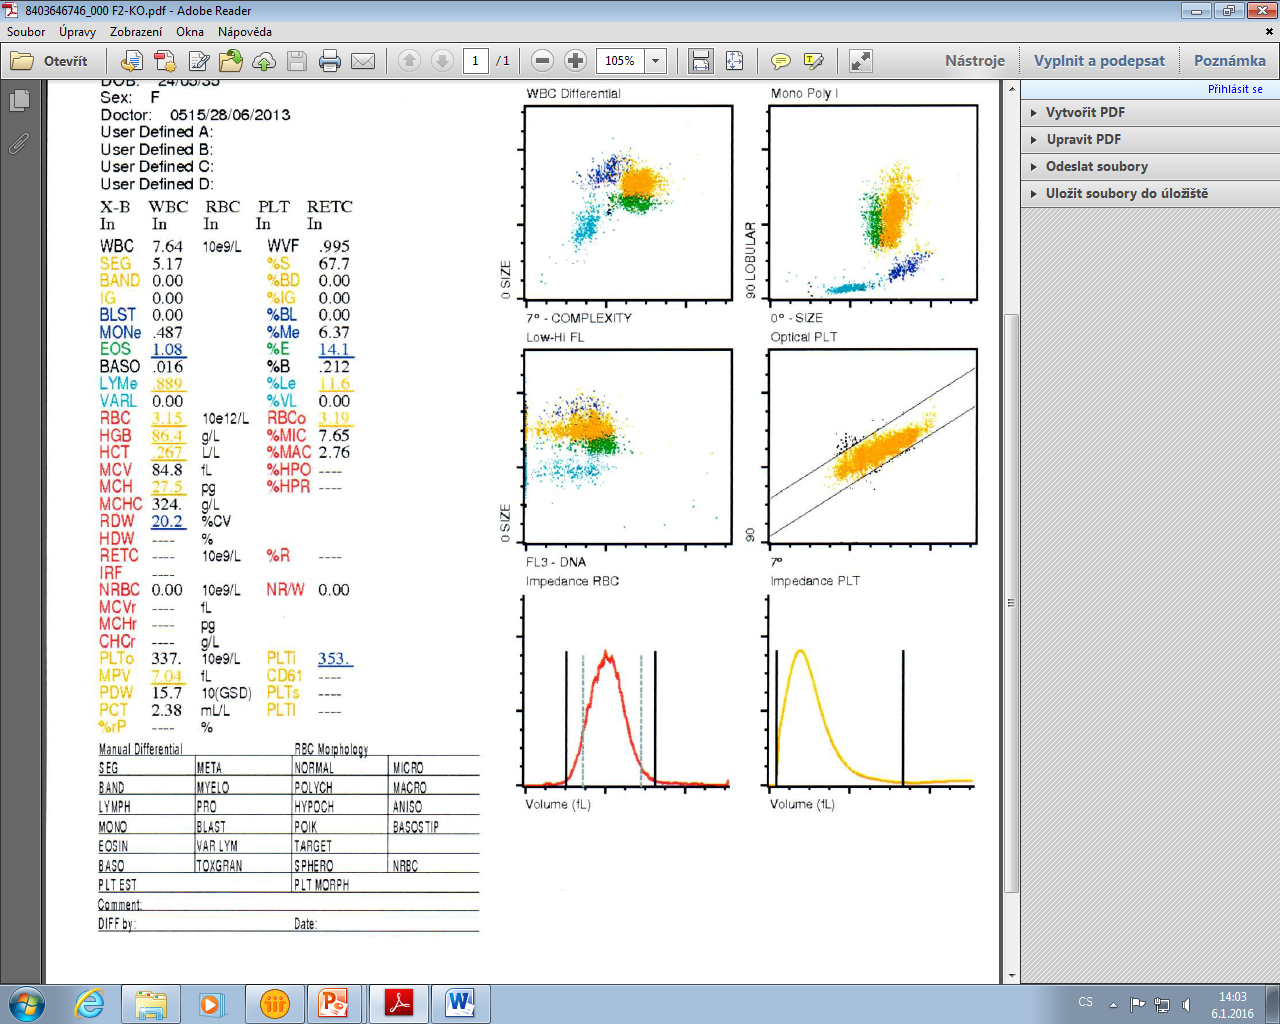 8403646746_000 F2-KO.pdf - Adobe Reader
Soubor Úpravy Zobrazení Okna Nápověda
Otevřít 1 / 1 105% Nástroje Vyplnit a podepsat Poznámka
Přihlásit se
Vytvořit PDF
Upravit PDF
Odeslat soubory
Uložit soubory do úložiště
DOB: 24/05/35
Sex: F
Doctor: 0515/28/06/2013
User Defined A:
User Defined B:
User Defined C:
User Defined D:
X-B WBC RBC PLT RETC
In In In In In
WBC 7.64 10e9/L WVF .995
SEG 5.17 %S 67.7
BAND 0.00 %BD 0.00
IG 0.00 %IG 0.00
BLST 0.00 %BL 0.00
MONe .487 %Me 6.37
EOS 1.08 %E 14.1
BASO .016 %B .212
LYMe .889 %Le 11.6
VARL 0.00 %VL 0.00
RBC 3.15 10e12/L RBCo 3.19
HGB 86.4 g/L %MIC 7.65
HCT .267 L/L %MAC 2.76
MCV 84.8 fL %HPO ----
MCH 27.5 pg %HPR ----
MCHC 324. g/L
RDW 20.2 %CV
HDW ---- %
RETC ---- 10e9/L %R ----
IRF ----
NRBC 0.00 10e9/L NR/W 0.00
MCVr ---- fL
MCHr ---- pg
CHCr ---- g/L
PLTo 337. 10e9/L PLTi 353.
MPV 7.04 fL CD61 ----
PDW 15.7 10(GSD) PLTs ----
PCT 2.38 mL/L PLTI ----
%rP ---- %
Manual Differential RBC Morphology
SEG META NORMAL MICRO
BAND MYELO POLYCH MACRO
LYMPH PRO HYPOCH ANISO
MONO BLAST POIK BASOSTIP
EOSIN VAR LYM TARGET
BASO TOXGRAN SPHERO NRBC
PLT EST PLT MORPH
Comment:
DIFF by: Date:
WBC Differential
0 SIZE
7° - COMPLEXITY
Mono Poly I
90 LOBULAR
0° - SIZE
Low-Hi FL
0 SIZE
FL3 - DNA
Optical PLT
90
7°
Impedance RBC
Volume (fL)
Impedance PLT
Volume (fL)
CS 14:03
6.1.2016